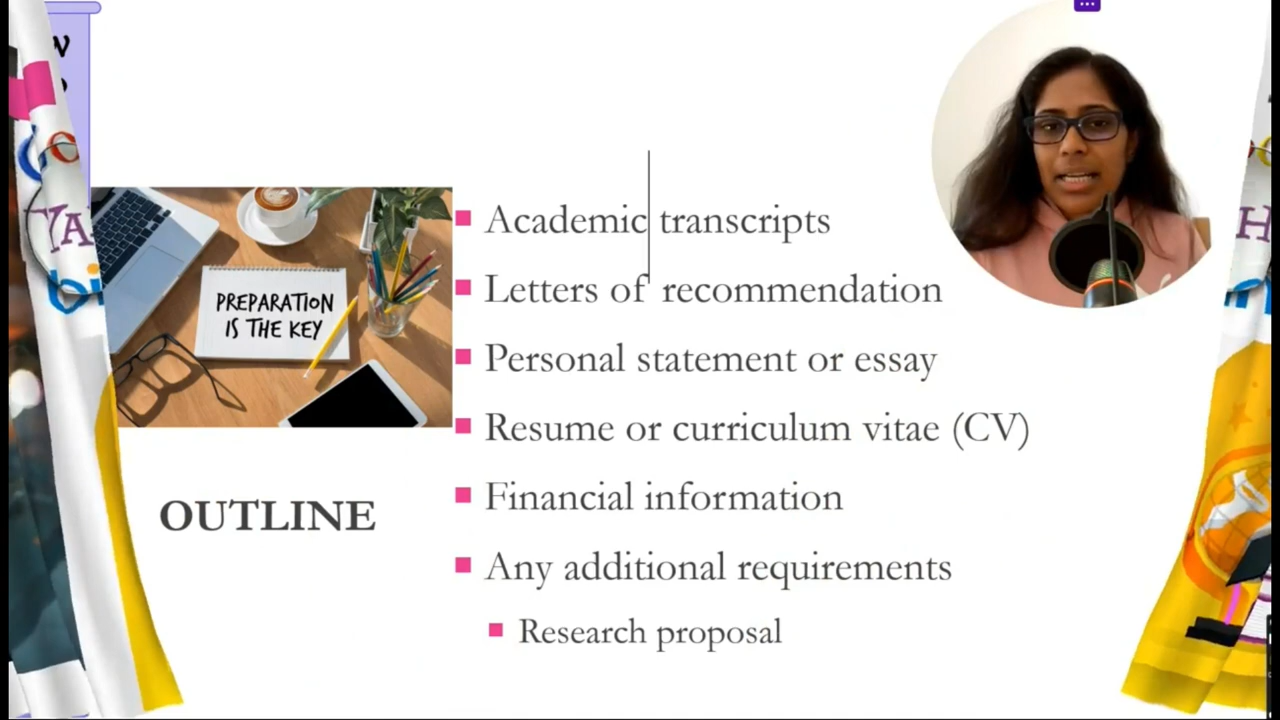 PREPARATION
IS THE KEY
OUTLINE
Academic transcripts
Letters of recommendation
Personal statement or essay
Resume or curriculum vitae (CV)
Financial information
Any additional requirements
Research proposal